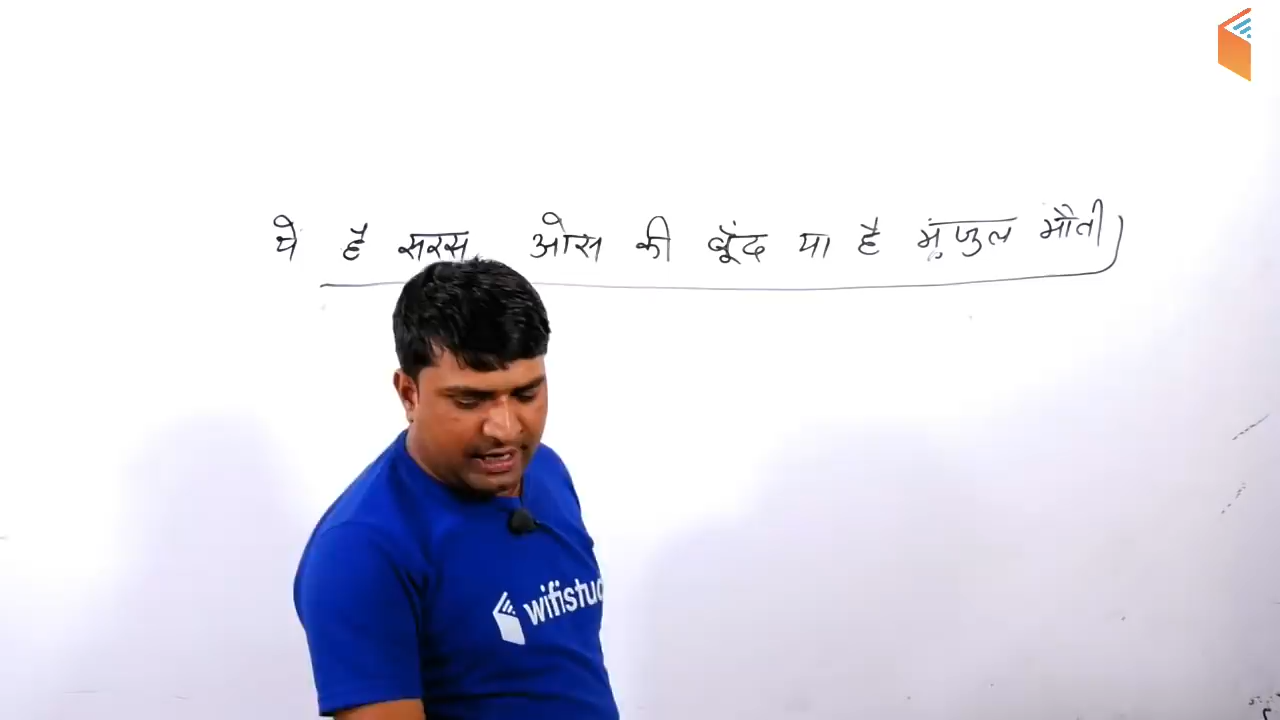 ये है सरस ओस की बूँद या है मंजुल मौती
wifistud